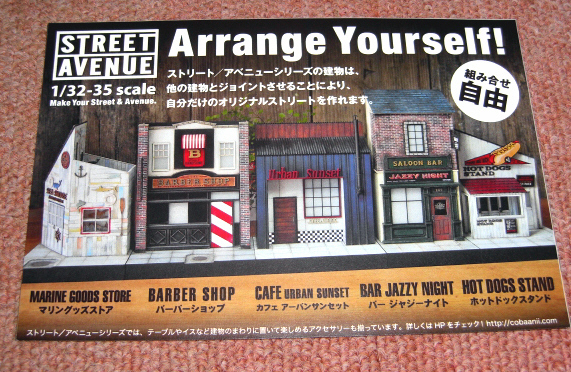 STREET
AVENUE
Arrange Yourself!
1/32-35 scale
Make Your Street & Avenue.
ストリート／アベニューシリーズの建物は、
他の建物とジョイントさせることにより、
自分だけのオリジナルストリートを作れます。
組み合せ
自由
B
BARBER SHOP
Urban Sunset
SALOON BAR
JAZZY NIGHT
HOT DOGS
STAND
MARINE GOODS STORE
マリングッズストア
BARBER SHOP
バーバーショップ
CAFE URBAN SUNSET
カフェ アーバンサンセット
BAR JAZZY NIGHT
バー ジャジーナイト
HOT DOGS STAND
ホットドックスタンド
ストリート／アベニューシリーズでは、テーブルやイスなど建物のまわりに置いて楽しめるアクセサリーも揃っています。詳しくは HP をチェック! http://cobaanii.com